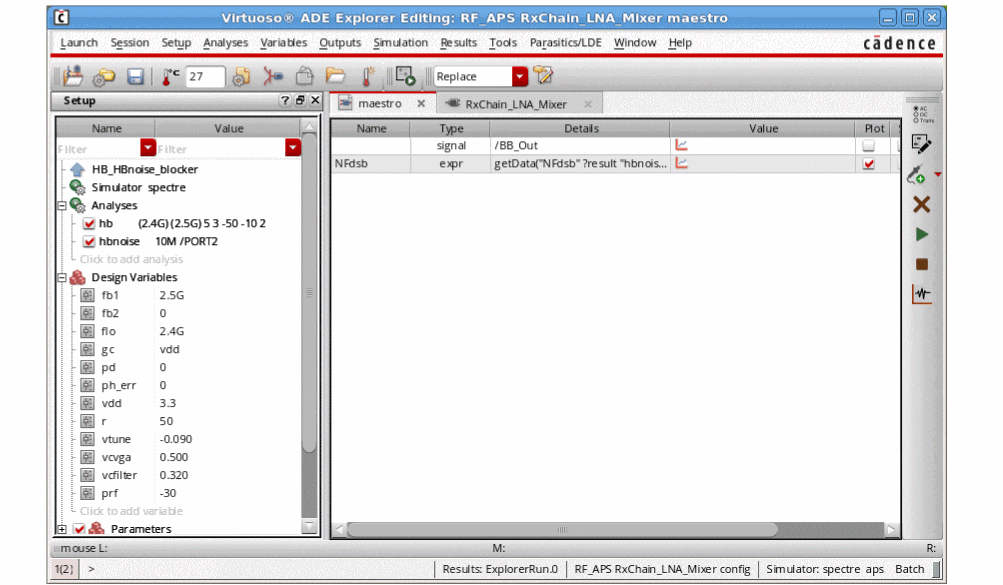 Virtuoso® ADE Explorer Editing: RF_APS RxChain_LNA_Mixer maestro
Launch Session Setup Analyses Variables Outputs Simulation Results Tools Parasitics/LDE Window Help cādence
°C 27 Replace
Setup ? maestro RxChain_LNA_Mixer
AC
DC
Trans
Name Value
Name Type Details Value Plot
Filter Filter
signal /BB_Out
NFdsb expr getData("NFdsb" ?result "hbnois...
HB_HBnoise_blocker
Simulator spectre
Analyses
hb (2.4G) (2.5G) 5 3 -50 -10 2
hbnoise 10M /PORT2
Click to add analysis
Design Variables
fb1 2.5G
fb2 0
flo 2.4G
gc vdd
pd 0
ph_err 0
vdd 3.3
r 50
vtune -0.090
vcvga 0.500
vcfilter 0.320
prf -30
Click to add variable
Parameters
mouse L: M: R:
1(2) > Results: ExplorerRun.0 RF_APS RxChain_LNA_Mixer config Simulator: spectre aps Batch